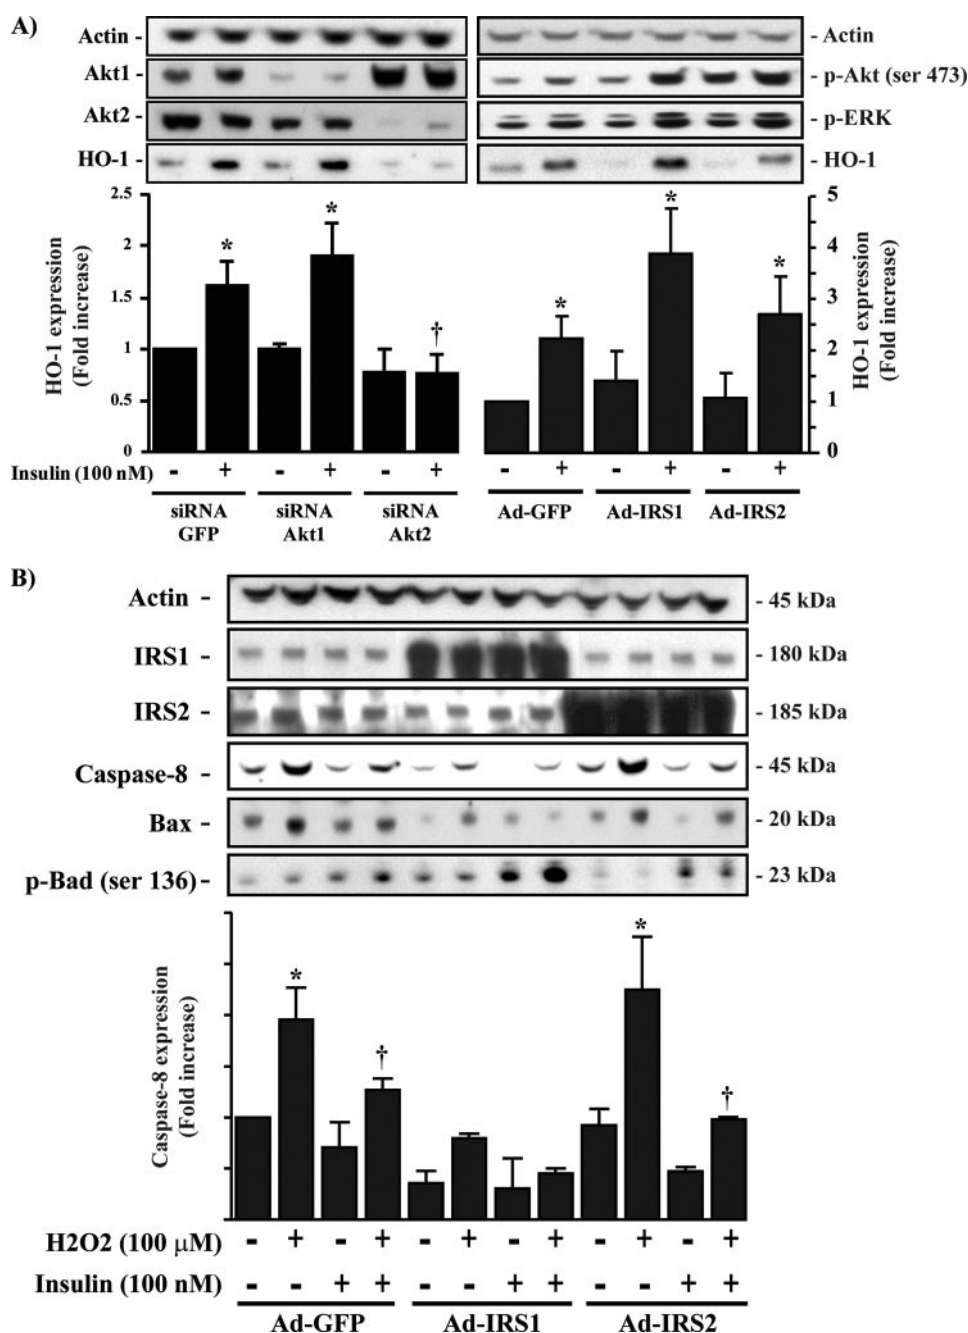 A)
Actin -
Akt1 -
Akt2 -
HO-1 -
- Actin
- p-Akt (ser 473)
- p-ERK
- HO-1
HO-1 expression
(Fold increase)
2.5
2
1.5
1
0.5
0
* * †
* * *
5
4
3
2
1
0
HO-1 expression
(Fold increase)
Insulin (100 nM) - + - + - + - + - + - +
siRNA GFP
siRNA Akt1
siRNA Akt2
Ad-GFP
Ad-IRS1
Ad-IRS2
B)
Actin - - 45 kDa
IRS1 - - 180 kDa
IRS2 - - 185 kDa
Caspase-8 - - 45 kDa
Bax - - 20 kDa
p-Bad (ser 136) - - 23 kDa
Caspase-8 expression
(Fold increase)
* † * †
H2O2 (100 μM) - + - + - + - + - + - +
Insulin (100 nM) - - + + - - + + - - + +
Ad-GFP Ad-IRS1 Ad-IRS2